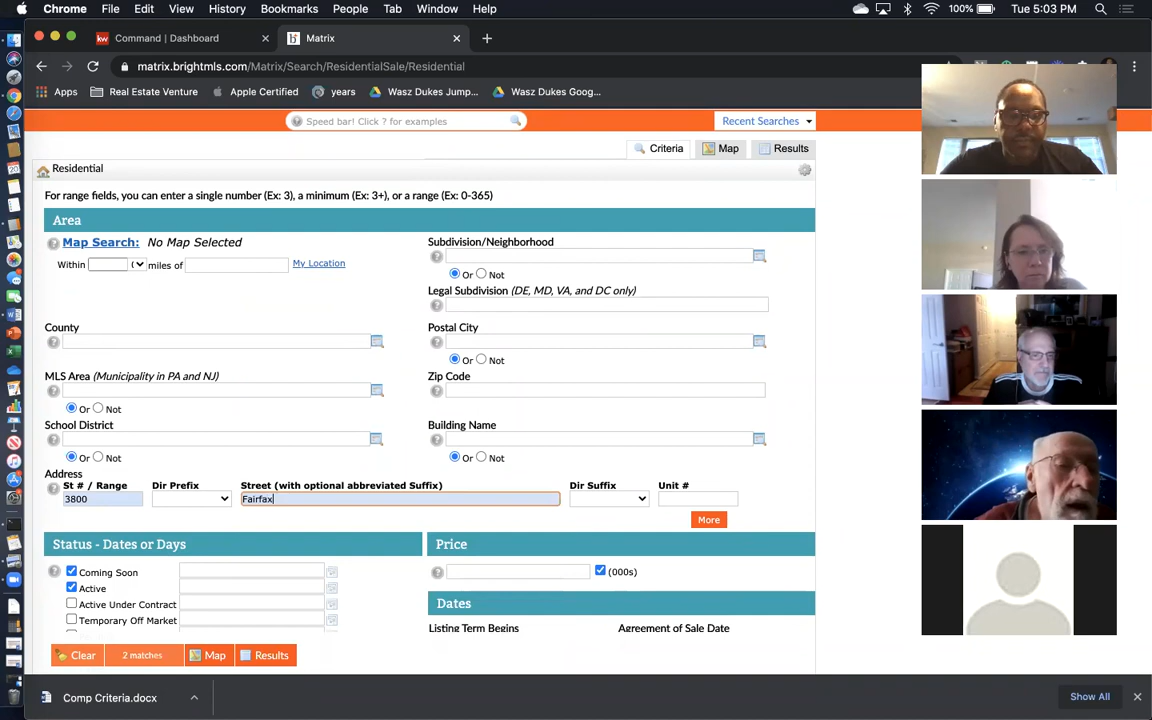 Chrome File Edit View History Bookmarks People Tab Window Help 100% Tue 5:03 PM
kw Command | Dashboard Matrix
matrix.brightmls.com/Matrix/Search/ResidentialSale/Residential
Apps Real Estate Venture Apple Certified years Wasz Dukes Jump... Wasz Dukes Goog...
Speed bar! Click ? for examples Recent Searches
Criteria Map Results
Residential
For range fields, you can enter a single number (Ex: 3), a minimum (Ex: 3+), or a range (Ex: 0-365)
Area
Map Search: No Map Selected Subdivision/Neighborhood
Within miles of My Location
Or Not
Legal Subdivision (DE, MD, VA, and DC only)
County Postal City
Or Not
MLS Area (Municipality in PA and NJ) Zip Code
Or Not
School District Building Name
Or Not Or Not
Address
St # / Range Dir Prefix Street (with optional abbreviated Suffix) Dir Suffix Unit #
3800 Fairfax
More
Status - Dates or Days Price
Coming Soon (000s)
Active
Active Under Contract Dates
Temporary Off Market
Listing Term Begins Agreement of Sale Date
Clear 2 matches Map Results
Comp Criteria.docx Show All